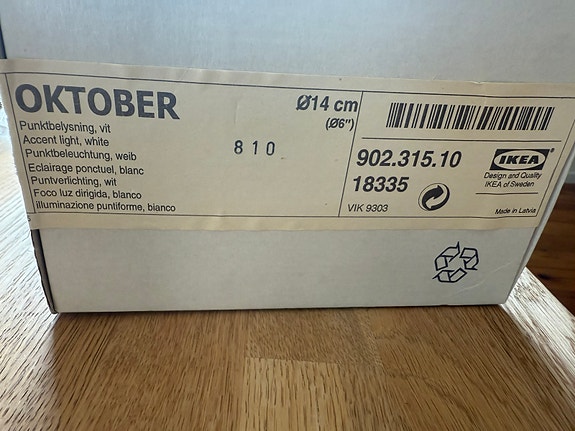 OKTOBER
Punktbelysning, vit
Accent light, white
Punktbeleuchtung, weib
Eclairage ponctuel, blanc
Puntverlichting, wit
Foco luz dirigida, blanco
illuminazione puntiforme, bianco
810
Ø14 cm
(Ø6")
902.315.10
18335
VIK 9303
IKEA
Design and Quality
IKEA of Sweden
Made in Latvia